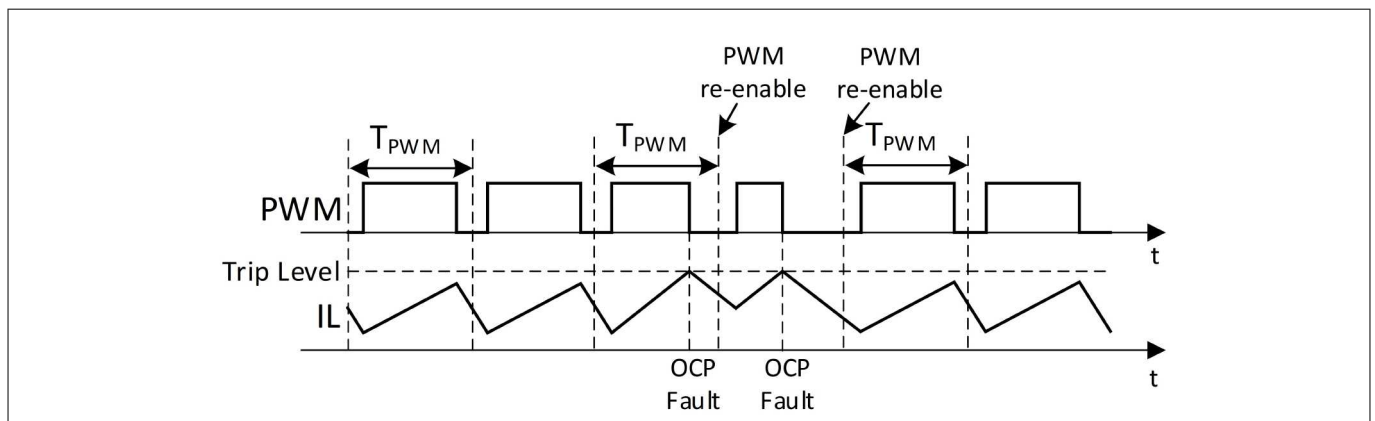 PWM
re-enable
PWM
re-enable
TPWM
TPWM
TPWM
PWM
t
Trip Level
IL
t
OCP
Fault
OCP
Fault